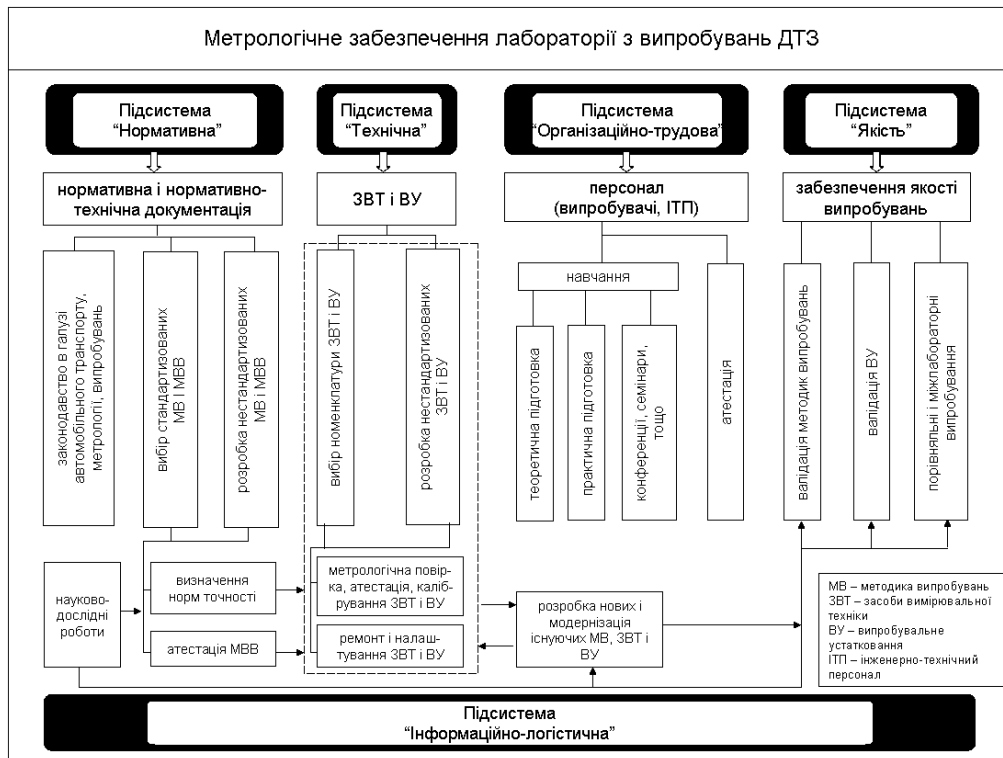 Метрологічне забезпечення лабораторії з випробувань ДТЗ
Підсистема
“Нормативна”
Підсистема
“Технічна”
Підсистема
“Організаційно-трудова”
Підсистема
“Якість”
нормативна і нормативно-
технічна документація
ЗВТ і ВУ
персонал
(випробувачі, ІТП)
забезпечення якості
випробувань
законодавство в галузі
автомобільного транспорту,
метрології, випробувань
вибір стандартизованих
МВ І МВВ
розробка нестандартизованих
МВ і МВВ
вибір номенклатури ЗВТ і ВУ
розробка нестандартизованих
ЗВТ і ВУ
навчання
теоретична підготовка
практична підготовка
конференції, семінари,
тощо
атестація
валідація методик випробувань
валідація ВУ
порівняльні і міжлабораторні
випробування
науково-
дослідні
роботи
визначення
норм точності
атестація МВВ
метрологічна повір-
ка, атестація, каліб-
рування ЗВТ і ВУ
ремонт і налаш-
тування ЗВТ і ВУ
розробка нових і
модернізація
існуючих МВ, ЗВТ і
ВУ
МВ – методика випробувань
ЗВТ – засоби вимірювальної
техніки
ВУ – випробувальне
устатковання
ІТП – інженерно-технічний
персонал
Підсистема
“Інформаційно-логістична”